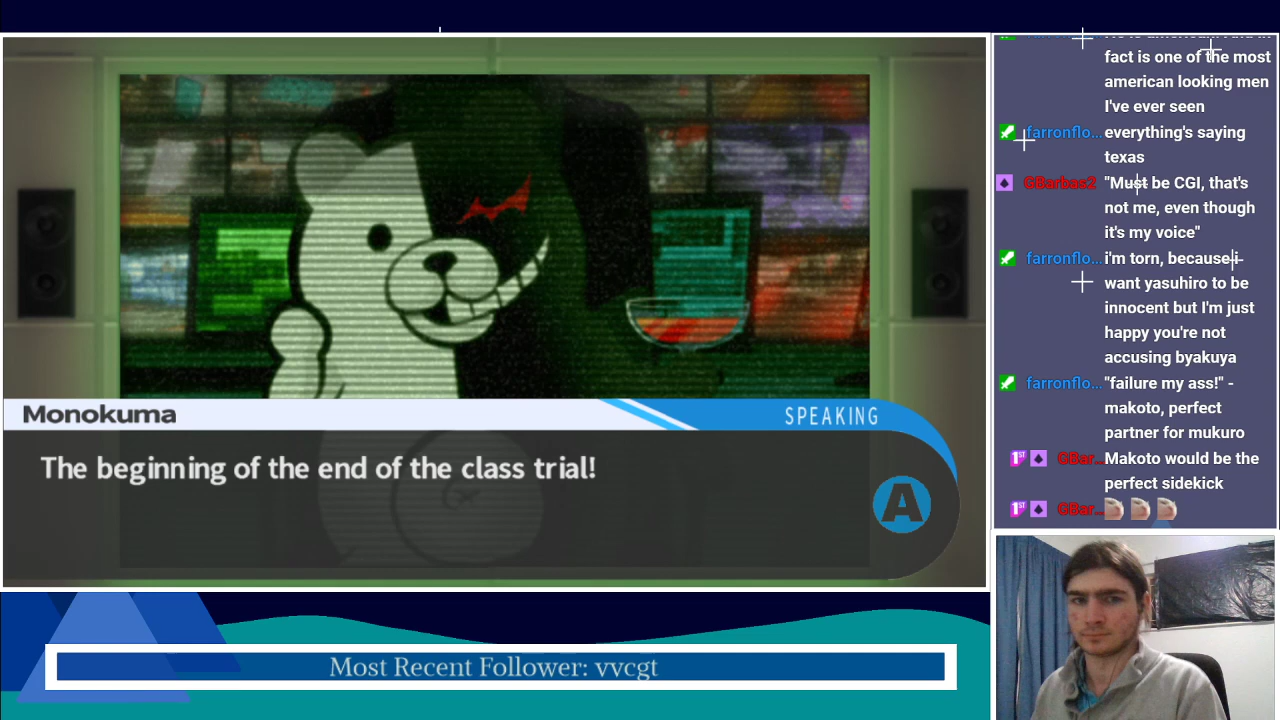 Monokuma
SPEAKING
The beginning of the end of the class trial!
A
fact is one of the most
american looking men
I've ever seen
farronflo... everything's saying
texas
GBarbas2 "Must be CGI, that's
not me, even though
it's my voice"
farronflo... i'm torn, because i
want yasuhiro to be
innocent but I'm just
happy you're not
accusing byakuya
farronflo... "failure my ass!" -
makoto, perfect
partner for mukuro
1ST GBar... Makoto would be the
perfect sidekick
1ST GBar...
Most Recent Follower: vvcgt